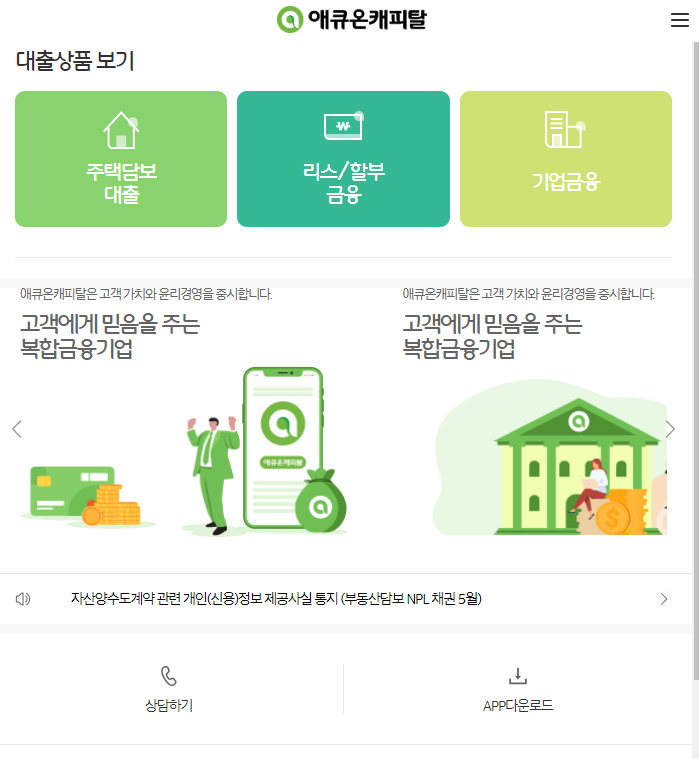 애큐온캐피탈
대출상품 보기
주택담보
대출
리스/할부
금융
기업금융
애큐온캐피탈은 고객 가치와 윤리경영을 중시합니다.
고객에게 믿음을 주는
복합금융기업
애큐온캐피탈
애큐온캐피탈은 고객 가치와 윤리경영을 중시합니다.
고객에게 믿음을 주는
복합금융기업
자산양수도계약 관련 개인(신용)정보 제공사실 통지 (부동산담보 NPL 채권 5월)
상담하기
APP다운로드